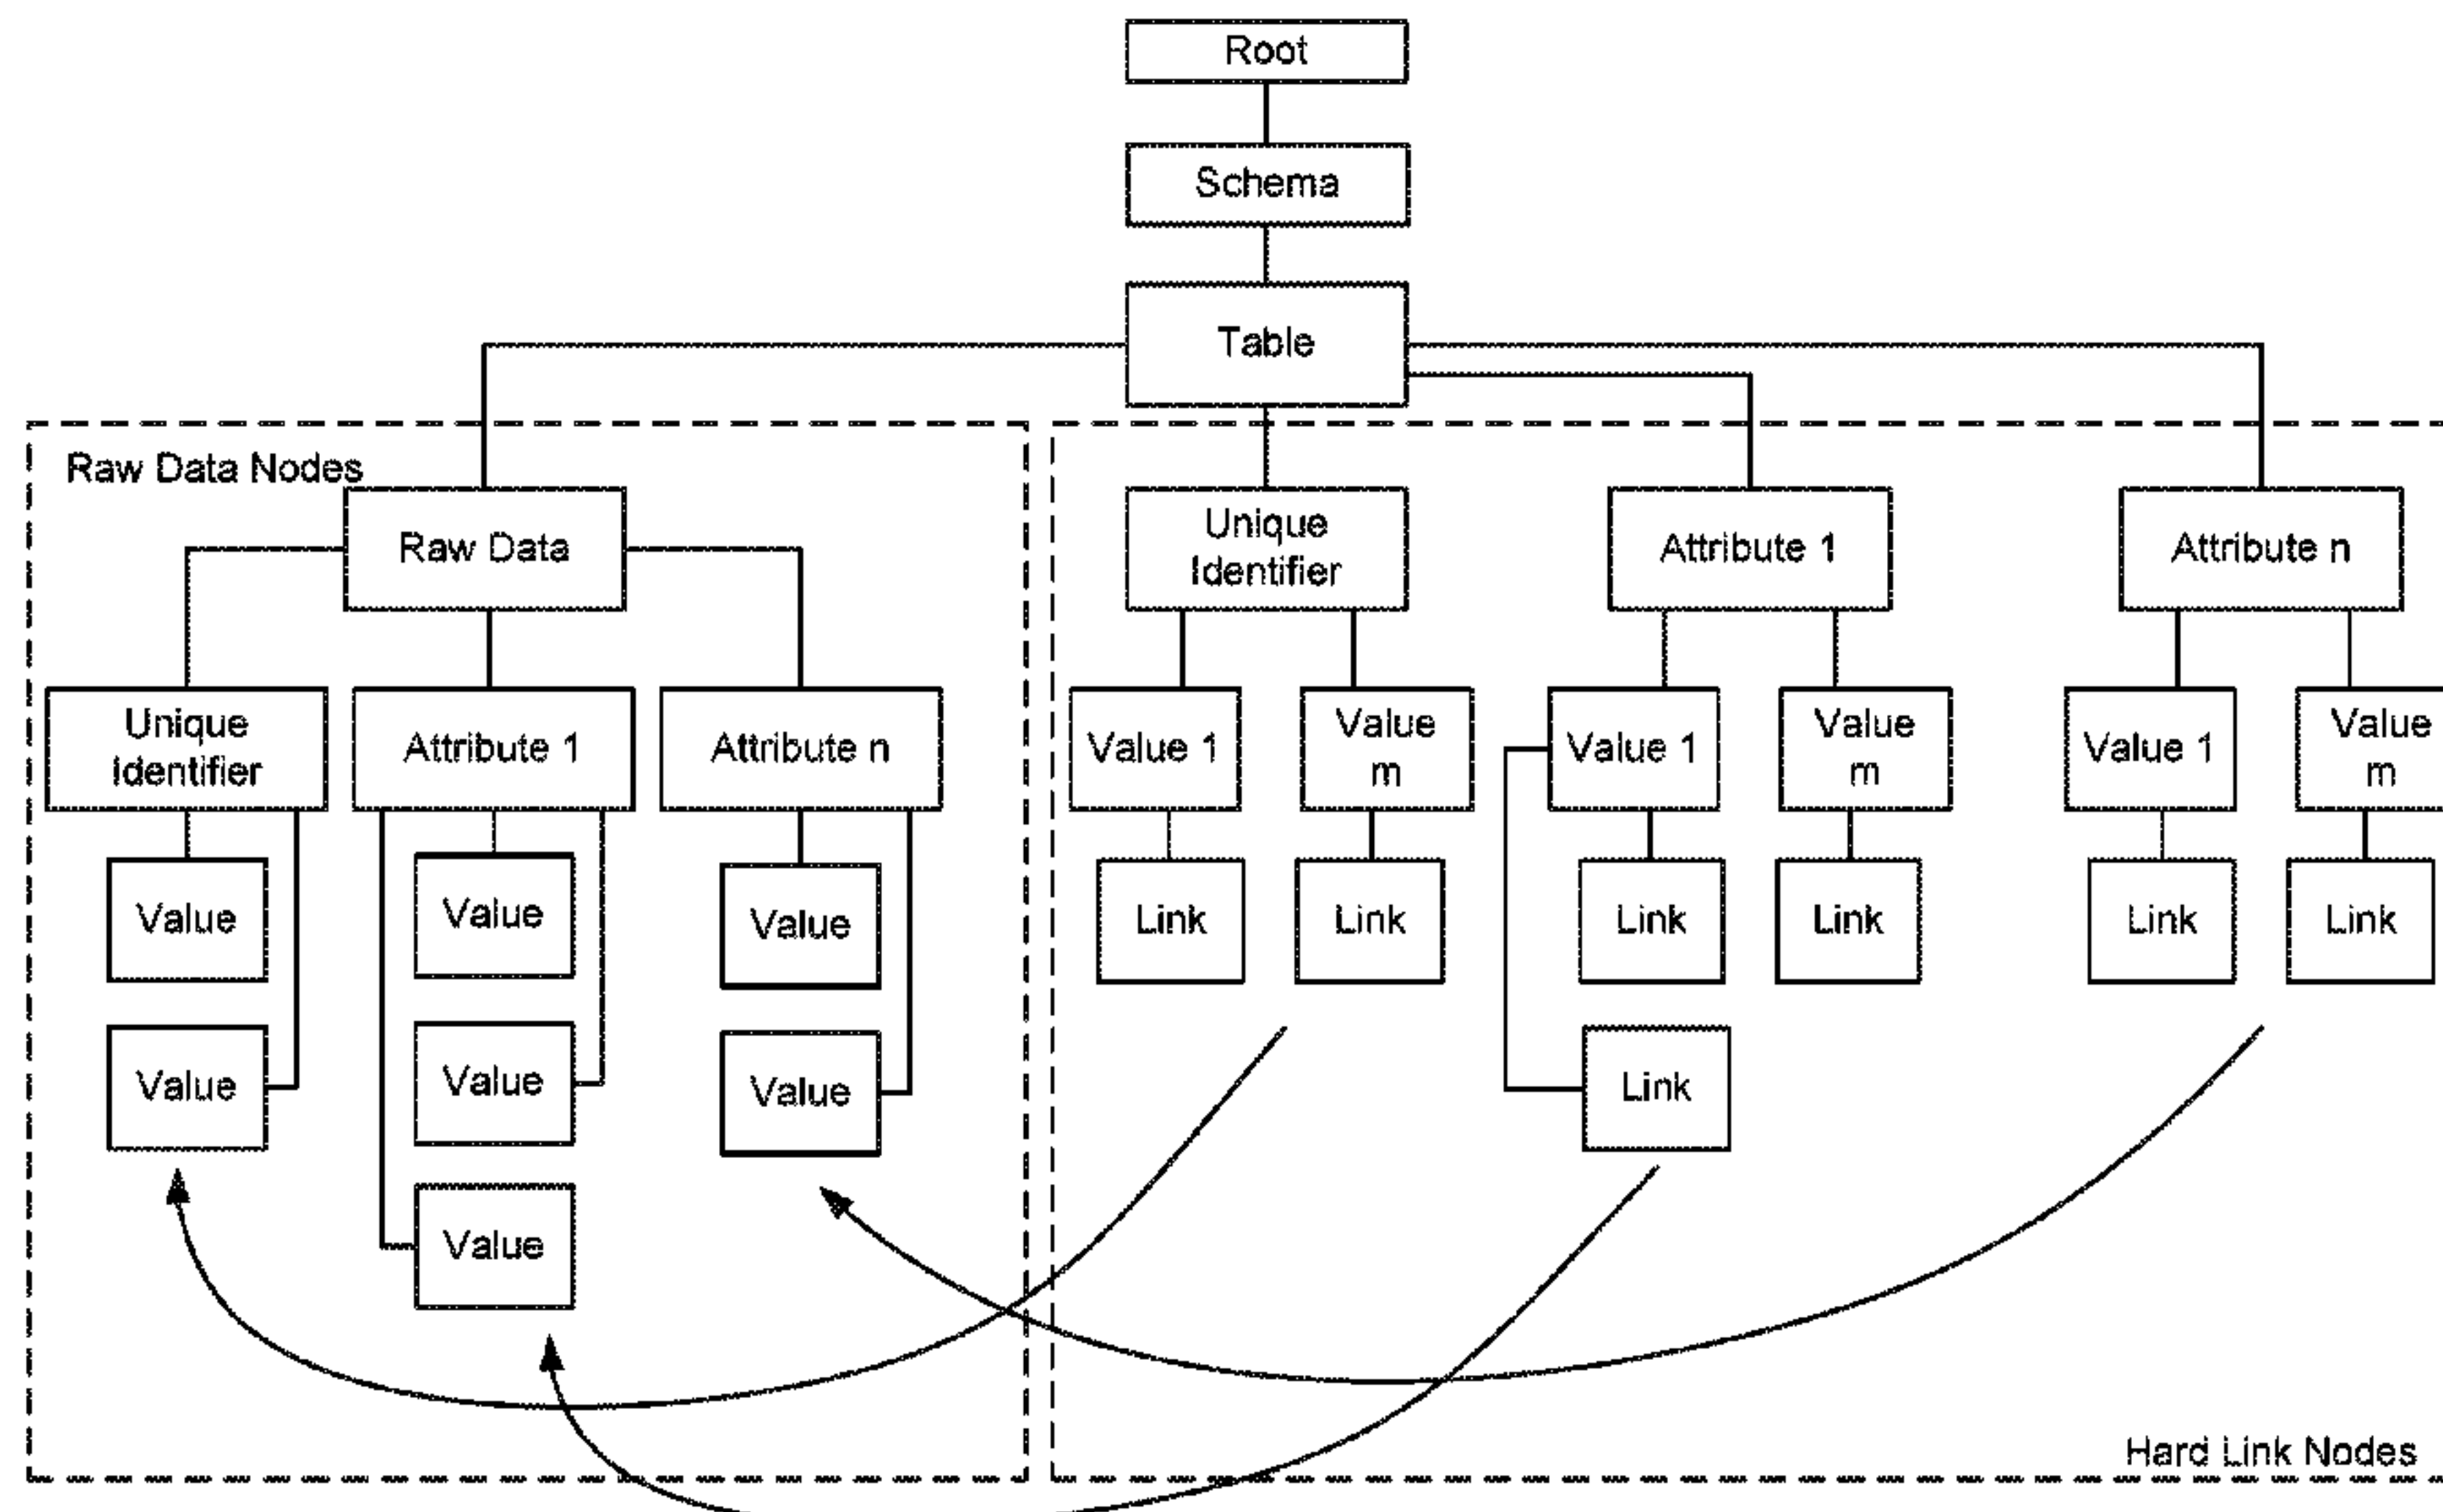 Root
Schema
Table
Raw Data Nodes
Raw Data
Unique
Identifier
Attribute 1
Attribute n
Unique
Identifier
Attribute 1
Attribute n
Value 1
Value
m
Value 1
Value
m
Value 1
Value
m
Value
Value
Value
Link
Link
Link
Link
Link
Link
Value
Value
Value
Link
Value
Hard Link Nodes